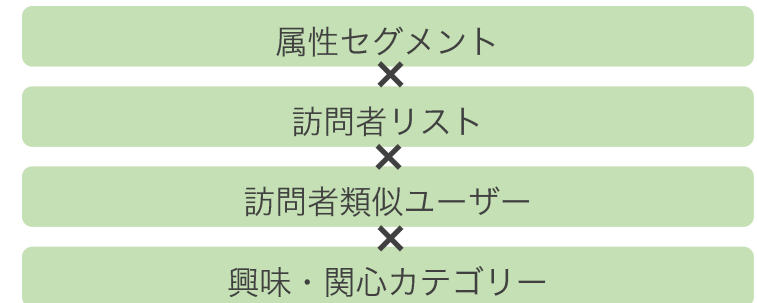 属性セグメント
×
訪問者リスト
×
訪問者類似ユーザー
×
興味・関心カテゴリー